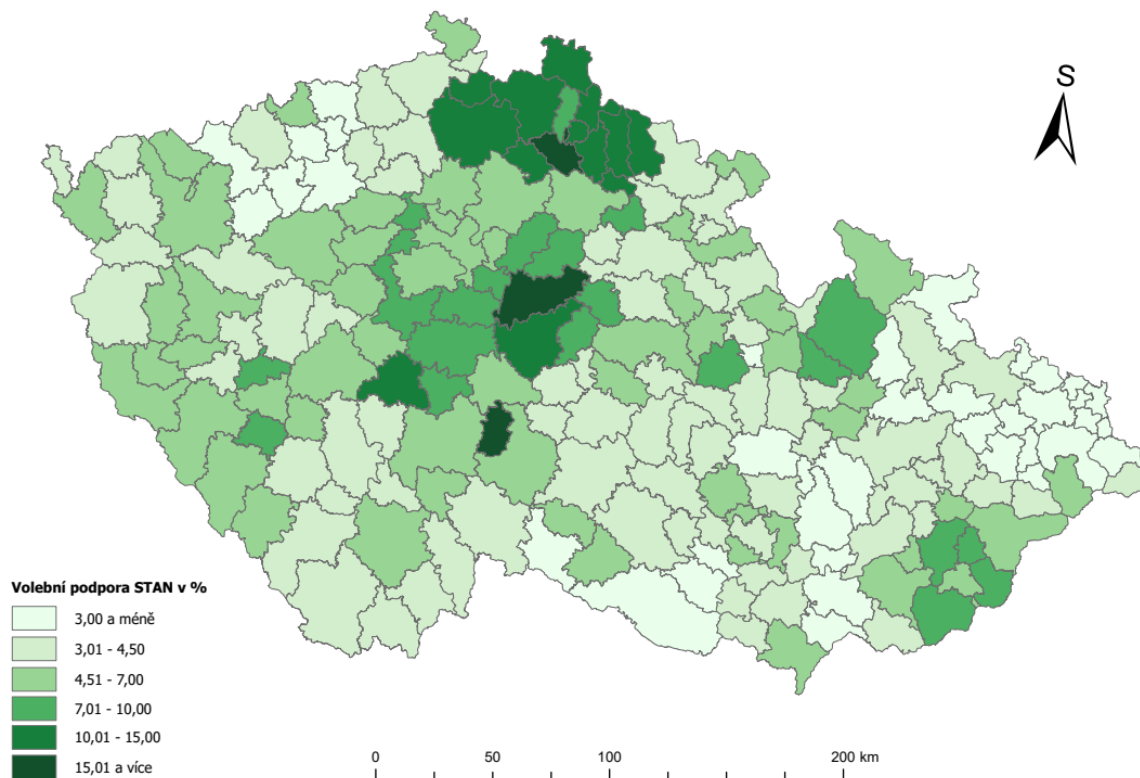 S
Volební podpora STAN v %
3,00 a méně
3,01 - 4,50
4,51 - 7,00
7,01 - 10,00
10,01 - 15,00
15,01 a více
0 50 100 200 km